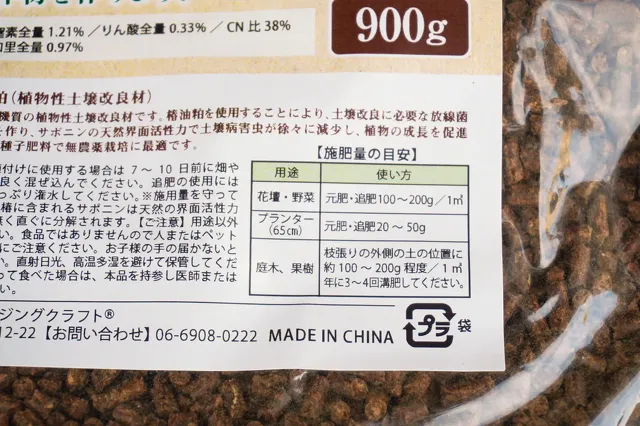 窒素全量 1.21% ／りん酸全量 0.33% ／ CN 比 38%
加里全量 0.97%
900g
粕(植物性土壌改良材)
機質の植物性土壌改良材です。椿油粕を使用することにより、土壌改良に必要な放線菌
を作り、サポニンの天然界面活性力で土壌病害虫が徐々に減少し、植物の成長を促進
種子肥料で無農薬栽培に最適です。
付けに使用する場合は 7 ～ 10 日前に畑や
良く混ぜ込んでください。追肥の使用には
っぷり潅水してください。※施用量を守って
椿に含まれるサポニンは天然の界面活性力
く直ぐに分解されます。【ご注意】用途以外
い。食品ではありませんので人またはペット
にご注意ください。お子様の手の届かないと
い。直射日光、高温多湿を避けて保管してくだ
って食べた場合は、本品を持参し医師または
い。
【施肥量の目安】
用途 使い方
花壇・野菜 元肥・追肥100～200g／1㎡
プランター(65㎝) 元肥・追肥20 ～ 50g
庭木、果樹 枝張りの外側の土の位置に
約 100 ～ 200g 程度／ 1 ㎡
年に3～4回溝肥してください。
ジングクラフト®
12-22【お問い合わせ】06-6908-0222 MADE IN CHINA
プラ 袋